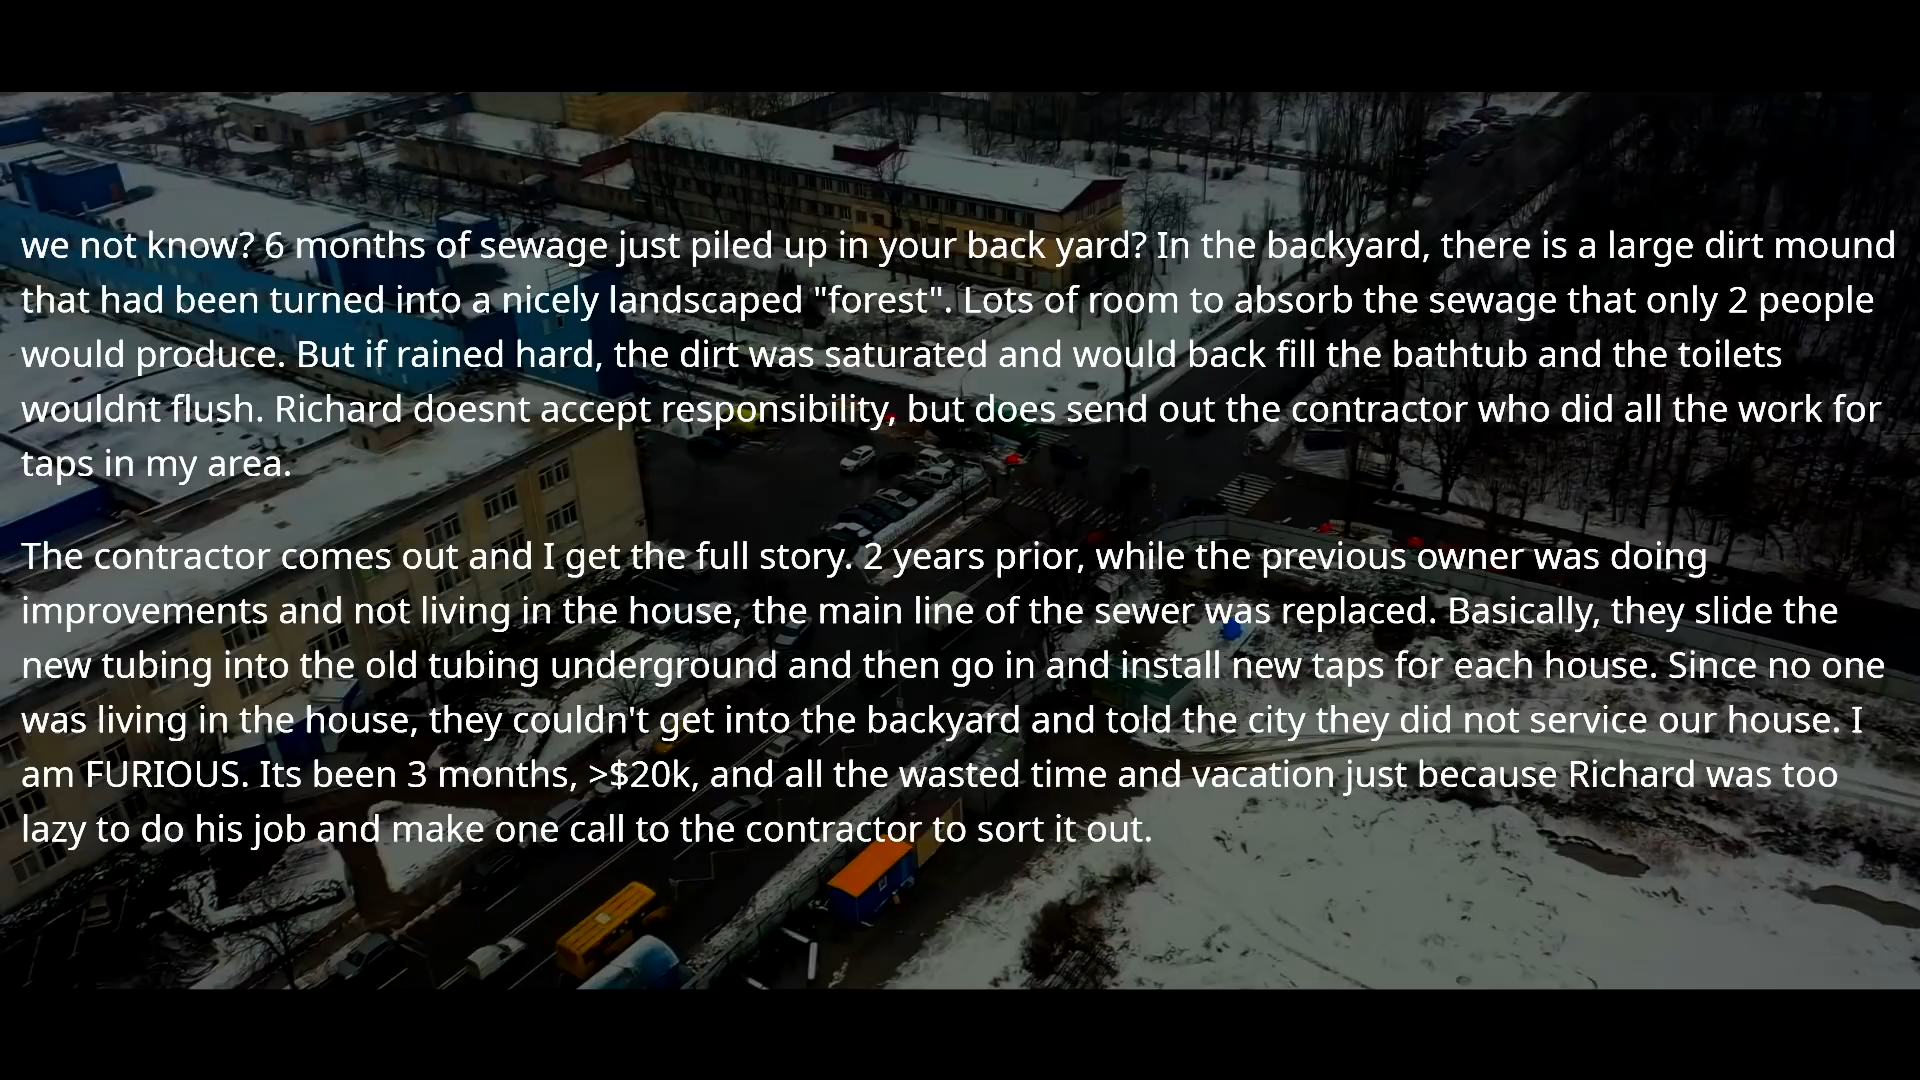 we not know? 6 months of sewage just piled up in your back yard? In the backyard, there is a large dirt mound
that had been turned into a nicely landscaped "forest". Lots of room to absorb the sewage that only 2 people
would produce. But if rained hard, the dirt was saturated and would back fill the bathtub and the toilets
wouldnt flush. Richard doesnt accept responsibility, but does send out the contractor who did all the work for
taps in my area.
The contractor comes out and I get the full story. 2 years prior, while the previous owner was doing
improvements and not living in the house, the main line of the sewer was replaced. Basically, they slide the
new tubing into the old tubing underground and then go in and install new taps for each house. Since no one
was living in the house, they couldn't get into the backyard and told the city they did not service our house. I
am FURIOUS. Its been 3 months, >$20k, and all the wasted time and vacation just because Richard was too
lazy to do his job and make one call to the contractor to sort it out.